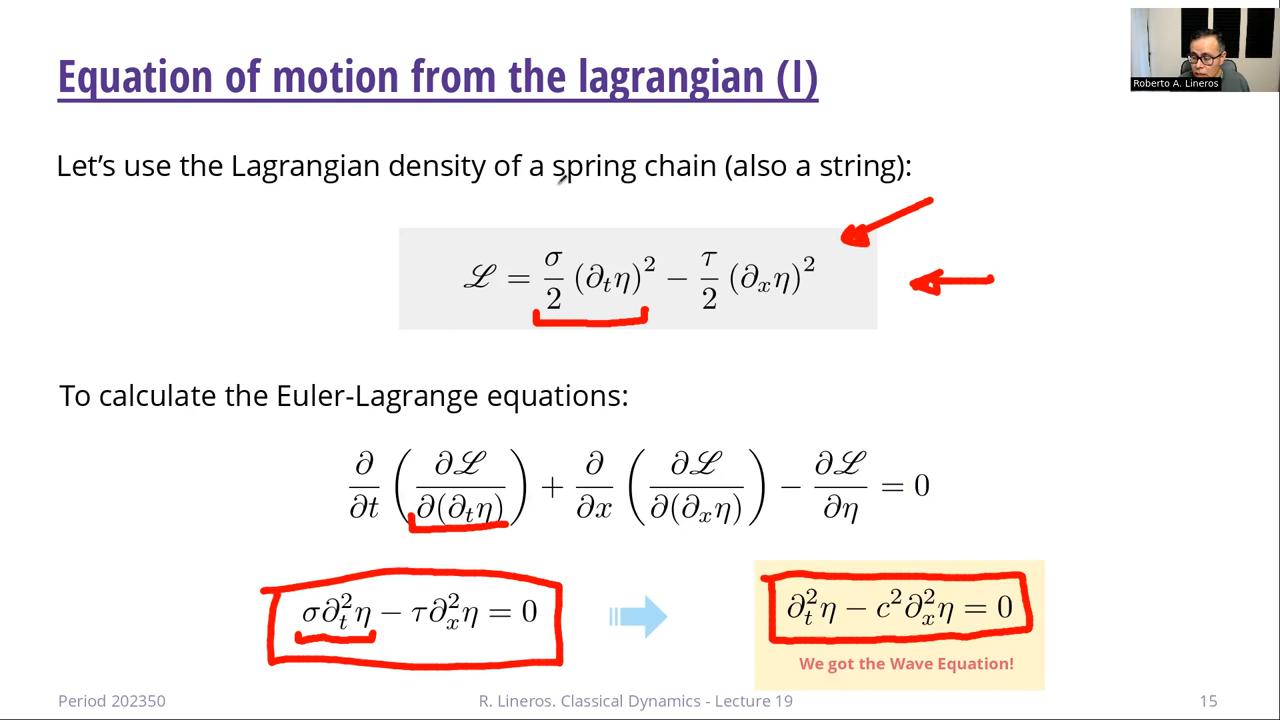 Equation of motion from the lagrangian (I)
Roberto A. Lineros
Let's use the Lagrangian density of a spring chain (also a string):
ℒ = σ/2 (∂ₜη)² − τ/2 (∂ₓη)²
To calculate the Euler-Lagrange equations:
∂/∂t (∂ℒ/∂(∂ₜη)) + ∂/∂x (∂ℒ/∂(∂ₓη)) − ∂ℒ/∂η = 0
σ∂ₜ²η − τ∂ₓ²η = 0
∂ₜ²η − c²∂ₓ²η = 0
We got the Wave Equation!
Period 202350
R. Lineros. Classical Dynamics - Lecture 19
15